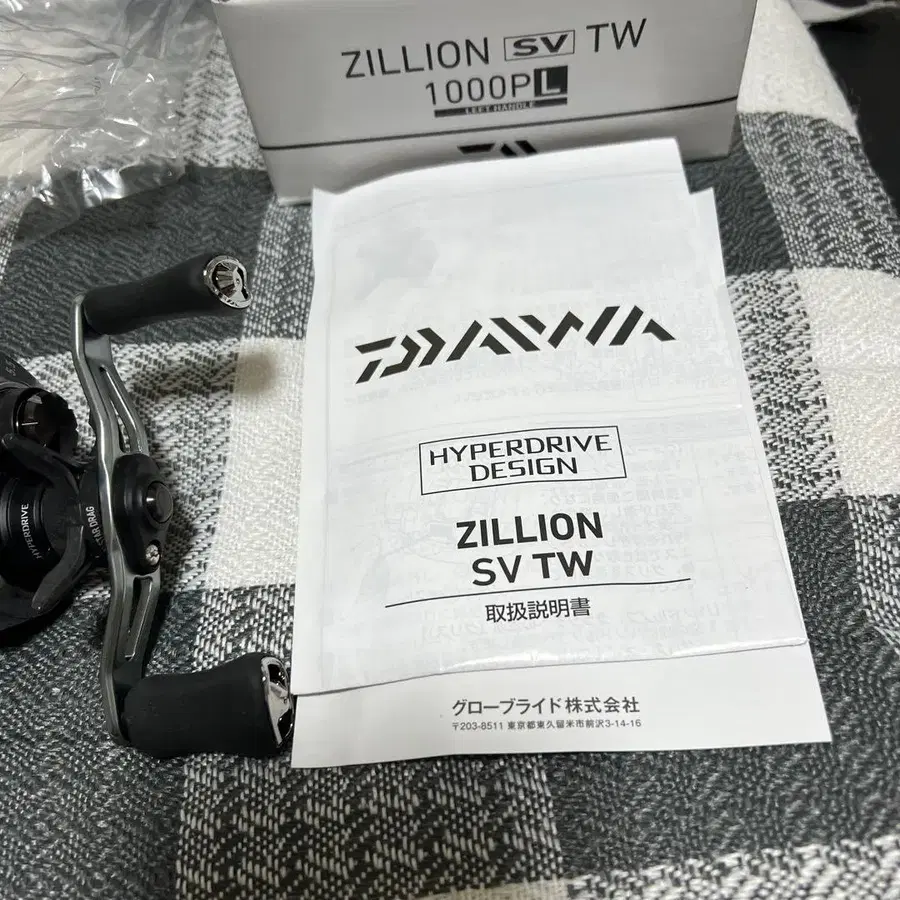 ZILLION SV TW
1000PL
LEFT HANDLE
DAIWA
HYPERDRIVE
DESIGN
ZILLION
SV TW
取扱説明書
グローブライド株式会社
〒203-8511 東京都東久留米市前沢3-14-16
HYPERDRIVE
STAR DRAG